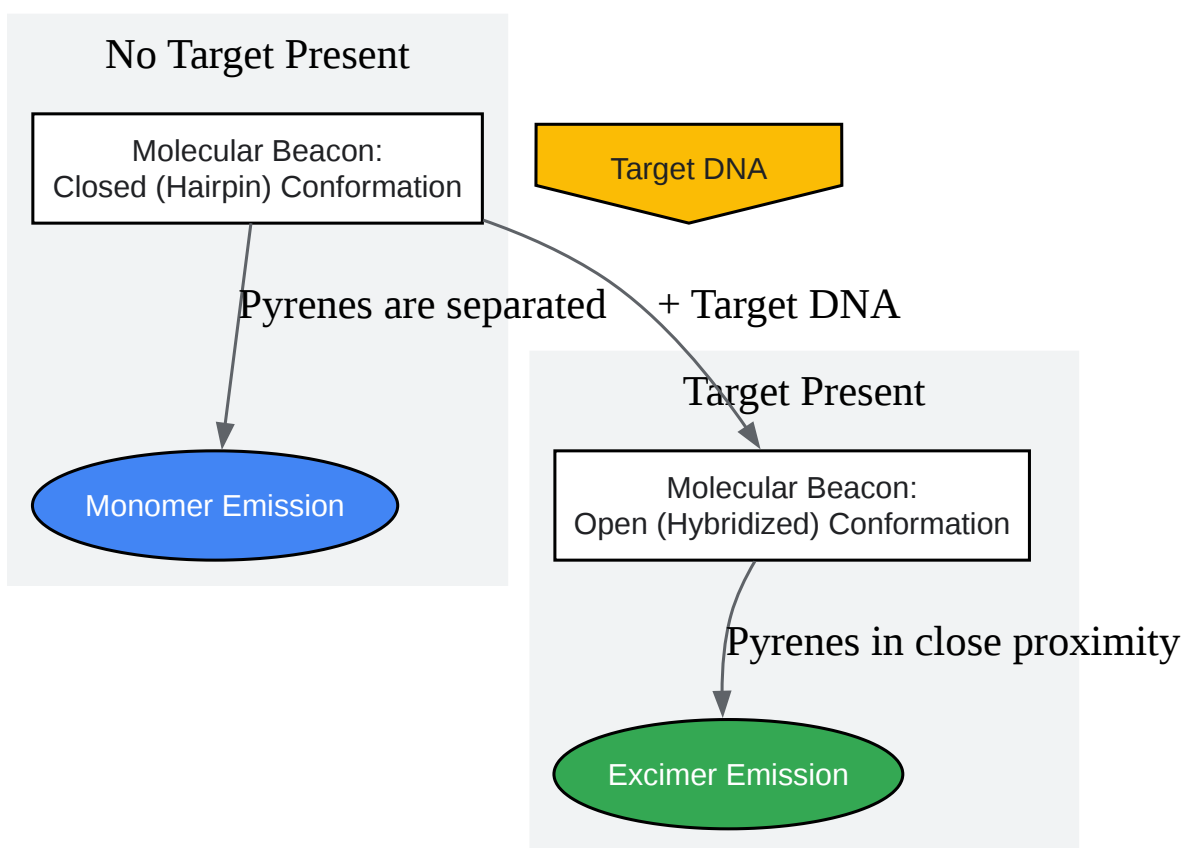 No Target Present
Molecular Beacon:
Closed (Hairpin) Conformation
Target DNA
Pyrenes are separated
+ Target DNA
Target Present
Monomer Emission
Molecular Beacon:
Open (Hybridized) Conformation
Pyrenes in close proximity
Excimer Emission